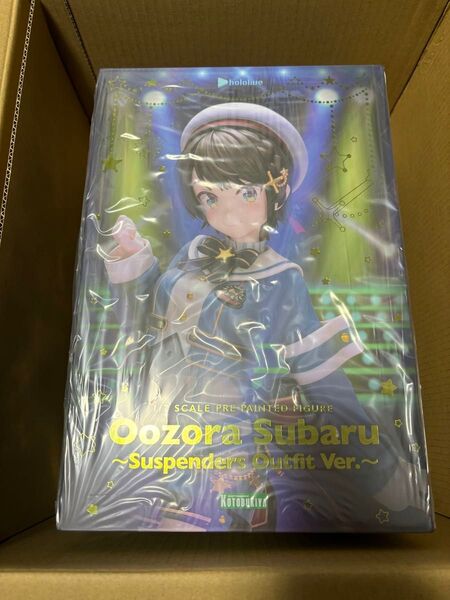 hololive
SCALE PRE-PAINTED FIGURE
Oozora Subaru
~Suspenders Outfit Ver.~
KOTOBUKIYA